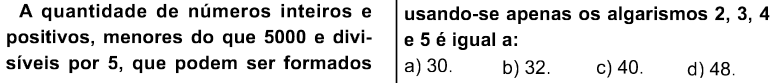 A quantidade de números inteiros e
positivos, menores do que 5000 e divi-
síveis por 5, que podem ser formados
usando-se apenas os algarismos 2, 3, 4
e 5 é igual a:
a) 30. b) 32. c) 40. d) 48.